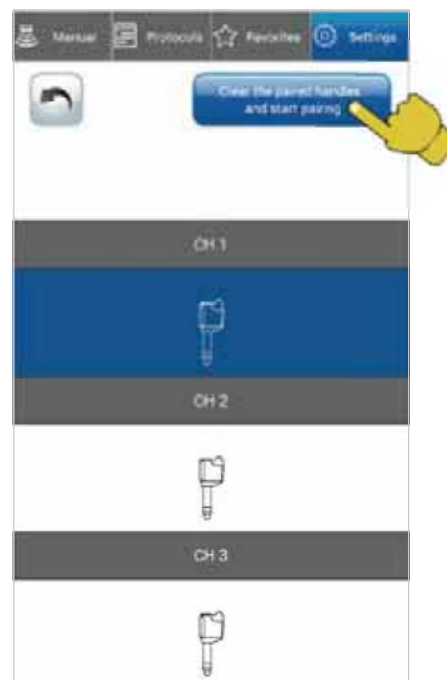 Manual Protocols Favorites Settings
Clear the paired handles
and start pairing
CH 1
CH 2
CH 3